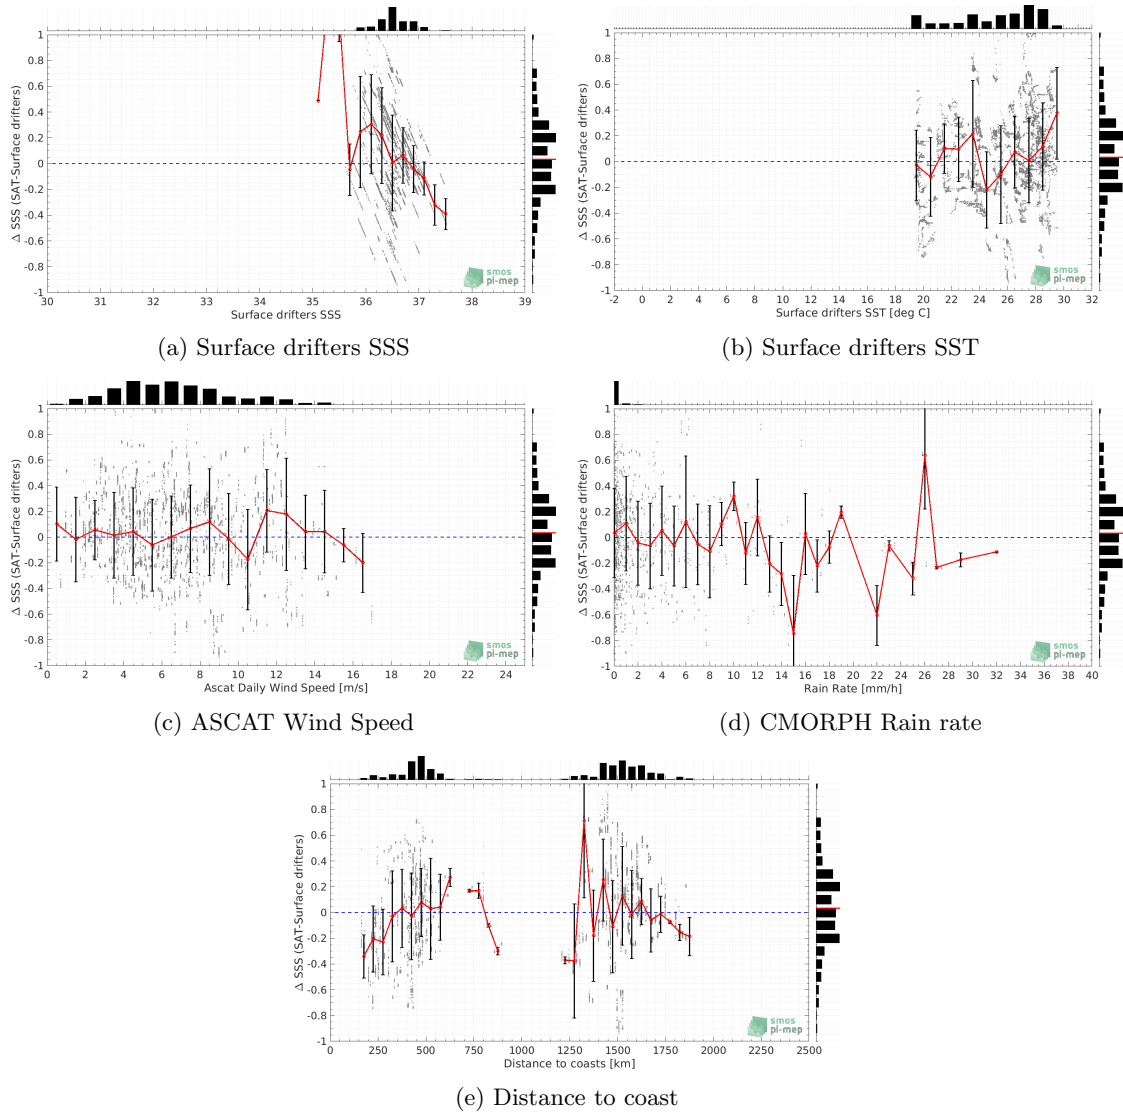 1
0.8
0.6
0.4
0.2
0
-0.2
-0.4
-0.6
-0.8
-1
Δ SSS (SAT-Surface drifters)
30 31 32 33 34 35 36 37 38 39
Surface drifters SSS
smos
pi-mep
(a) Surface drifters SSS
1
0.8
0.6
0.4
0.2
0
-0.2
-0.4
-0.6
-0.8
-1
Δ SSS (SAT-Surface drifters)
-2 0 2 4 6 8 10 12 14 16 18 20 22 24 26 28 30 32
Surface drifters SST [deg C]
smos
pi-mep
(b) Surface drifters SST
1
0.8
0.6
0.4
0.2
0
-0.2
-0.4
-0.6
-0.8
-1
Δ SSS (SAT-Surface drifters)
0 2 4 6 8 10 12 14 16 18 20 22 24
Ascat Daily Wind Speed [m/s]
smos
pi-mep
(c) ASCAT Wind Speed
1
0.8
0.6
0.4
0.2
0
-0.2
-0.4
-0.6
-0.8
-1
Δ SSS (SAT-Surface drifters)
0 2 4 6 8 10 12 14 16 18 20 22 24 26 28 30 32 34 36 38 40
Rain Rate [mm/h]
smos
pi-mep
(d) CMORPH Rain rate
1
0.8
0.6
0.4
0.2
0
-0.2
-0.4
-0.6
-0.8
-1
Δ SSS (SAT-Surface drifters)
0 250 500 750 1000 1250 1500 1750 2000 2250 2500
Distance to coasts [km]
smos
pi-mep
(e) Distance to coast